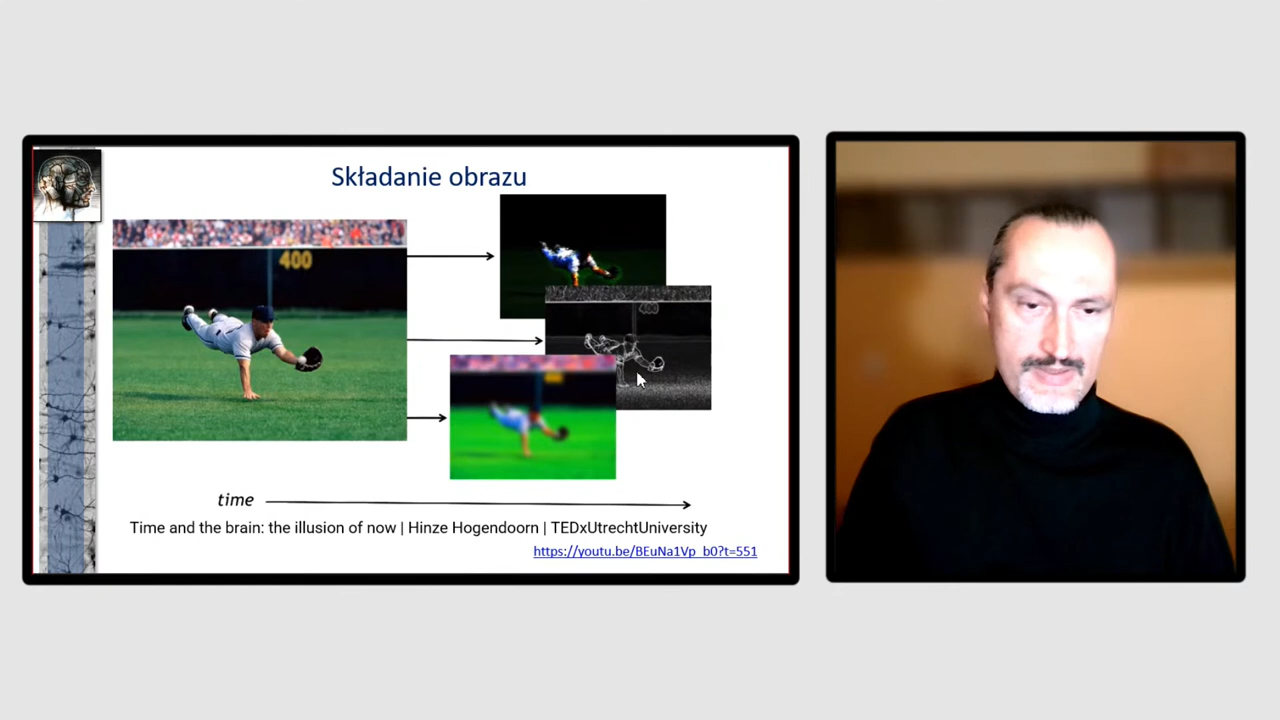 Składanie obrazu
400
400
time
Time and the brain: the illusion of now | Hinze Hogendoorn | TEDxUtrechtUniversity
https://youtu.be/BEuNa1Vp_b0?t=551